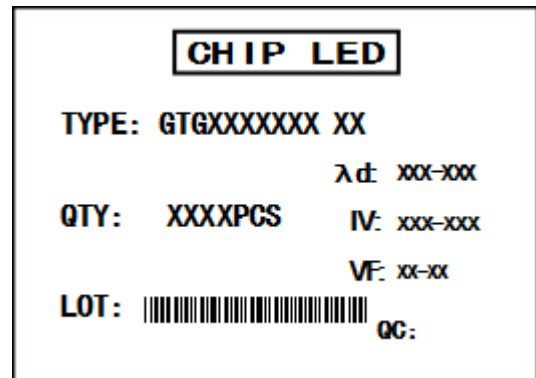 CHIP LED
TYPE: GTGXXXXXXX XX
λd: XXX-XXX
QTY: XXXXPCS IV: XXX-XXX
VF: XX-XX
LOT:
QC: